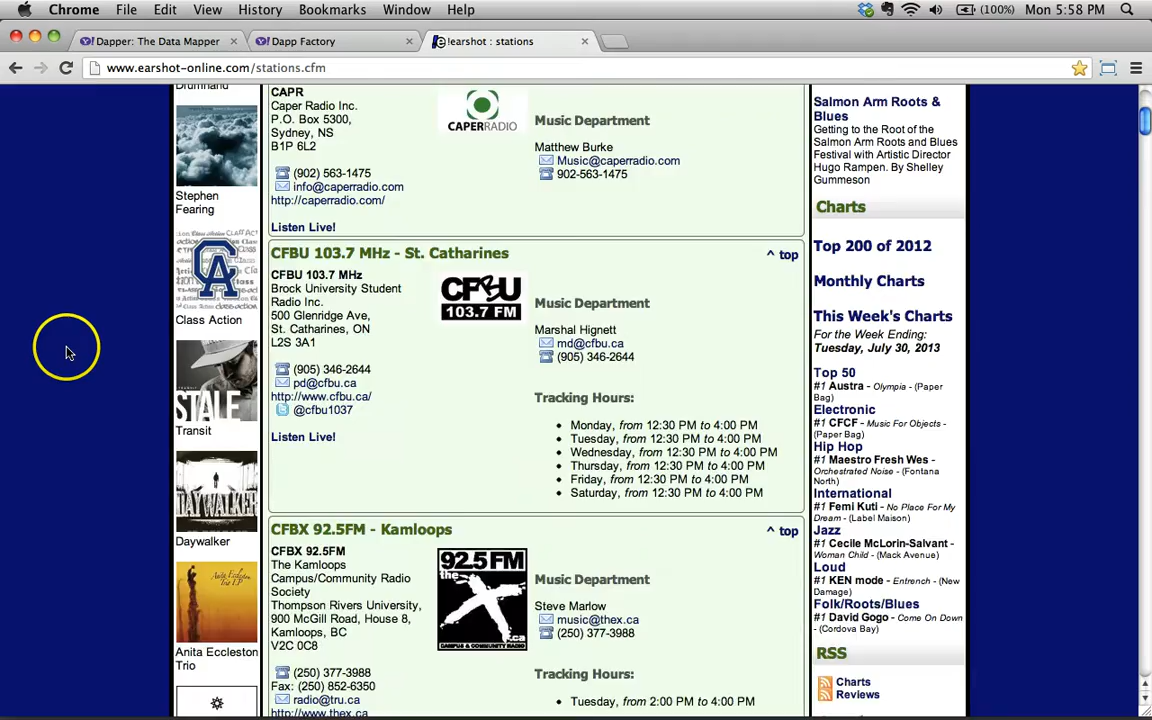 Chrome File Edit View History Bookmarks Window Help (100%) Mon 5:58 PM
Dapper: The Data Mapper Dapp Factory !earshot : stations
www.earshot-online.com/stations.cfm
Stephen
Fearing
CA
Class Action
TRANSIT
STALE
Transit
DAYWALKER
Daywalker
Anita Eccleston
Trio
CAPR
Caper Radio Inc.
P.O. Box 5300,
Sydney, NS
B1P 6L2
(902) 563-1475
info@caperradio.com
http://caperradio.com/
Listen Live!
CAPERRADIO
Music Department
Matthew Burke
Music@caperradio.com
902-563-1475
CFBU 103.7 MHz - St. Catharines
^ top
CFBU 103.7 MHz
Brock University Student
Radio Inc.
500 Glenridge Ave,
St. Catharines, ON
L2S 3A1
(905) 346-2644
pd@cfbu.ca
http://www.cfbu.ca/
@cfbu1037
Listen Live!
CFBU
103.7 FM
Music Department
Marshal Hignett
md@cfbu.ca
(905) 346-2644
Tracking Hours:
Monday, from 12:30 PM to 4:00 PM
Tuesday, from 12:30 PM to 4:00 PM
Wednesday, from 12:30 PM to 4:00 PM
Thursday, from 12:30 PM to 4:00 PM
Friday, from 12:30 PM to 4:00 PM
Saturday, from 12:30 PM to 4:00 PM
CFBX 92.5FM - Kamloops
^ top
CFBX 92.5FM
The Kamloops
Campus/Community Radio
Society
Thompson Rivers University,
900 McGill Road, House 8,
Kamloops, BC
V2C 0C8
(250) 377-3988
Fax: (250) 852-6350
radio@tru.ca
http://www.thex.ca
92.5 FM
the X .ca
CAMPUS & COMMUNITY RADIO
Music Department
Steve Marlow
music@thex.ca
(250) 377-3988
Tracking Hours:
Tuesday, from 2:00 PM to 4:00 PM
Salmon Arm Roots &
Blues
Getting to the Root of the
Salmon Arm Roots and Blues
Festival with Artistic Director
Hugo Rampen. By Shelley
Gummeson
Charts
Top 200 of 2012
Monthly Charts
This Week's Charts
For the Week Ending:
Tuesday, July 30, 2013
Top 50
#1 Austra - Olympia - (Paper
Bag)
Electronic
#1 CFCF - Music For Objects -
(Paper Bag)
Hip Hop
#1 Maestro Fresh Wes -
Orchestrated Noise - (Fontana
North)
International
#1 Femi Kuti - No Place For My
Dream - (Label Maison)
Jazz
#1 Cecile McLorin-Salvant -
Woman Child - (Mack Avenue)
Loud
#1 KEN mode - Entrench - (New
Damage)
Folk/Roots/Blues
#1 David Gogo - Come On Down
- (Cordova Bay)
RSS
Charts
Reviews